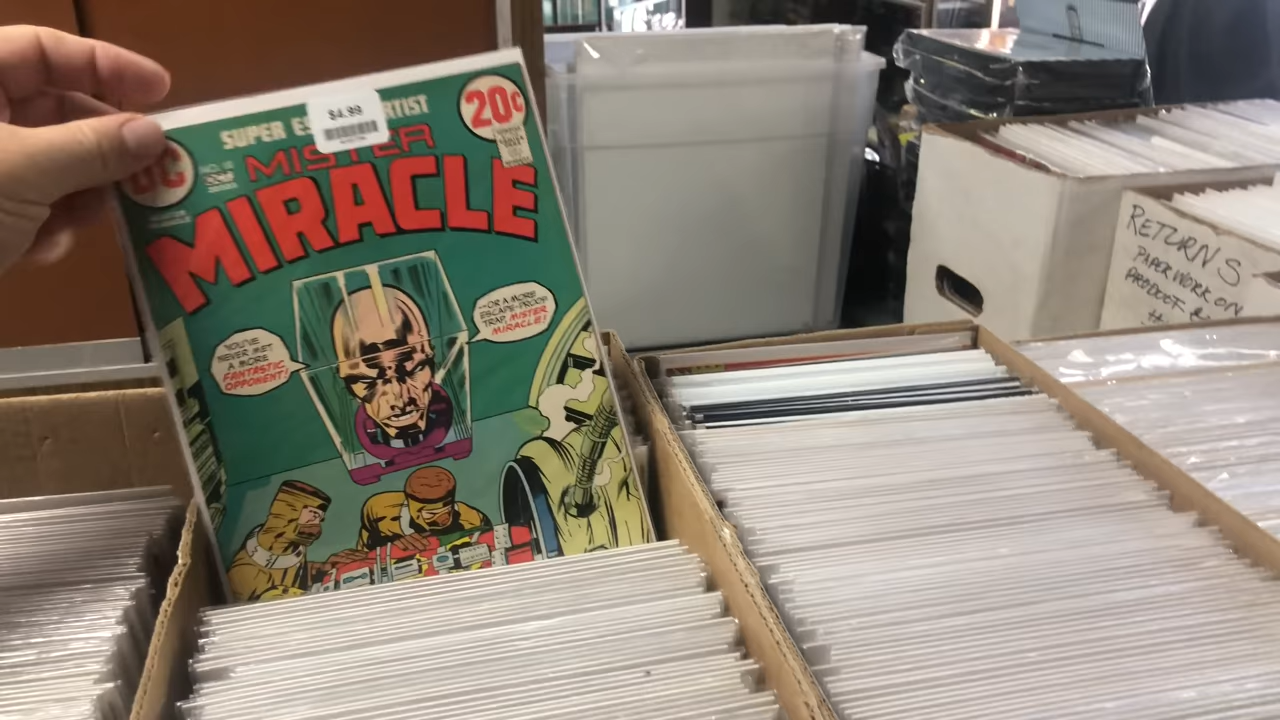 $4.99
SUPER ES ARTIST
20¢
DC
MISTER
MIRACLE
YOU'VE
NEVER MET
A MORE
FANTASTIC
OPPONENT!
--OR A MORE
ESCAPE-PROOF
TRAP, MISTER
MIRACLE!
RETURNS
PAPERWORK ON
PRODUCT